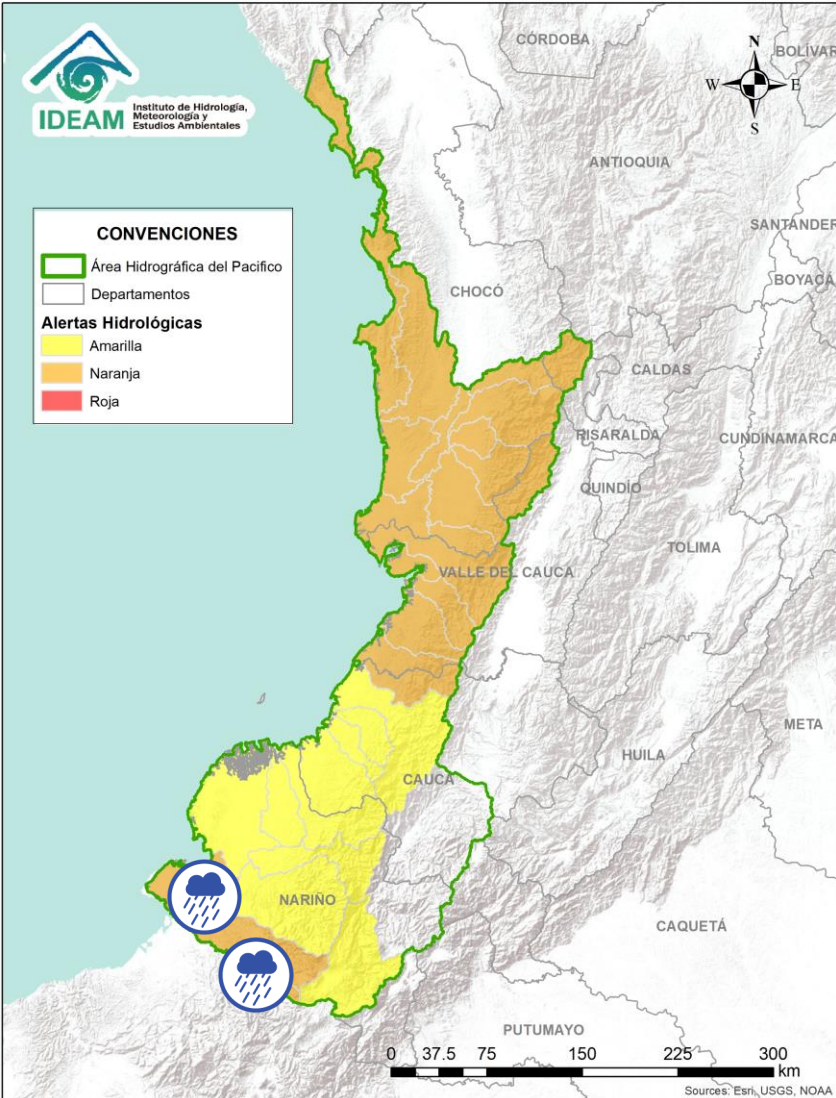 IDEAM
Instituto de Hidrología,
Meteorología y
Estudios Ambientales
CÓRDOBA
BOLÍVAR
N
W
E
S
ANTIOQUIA
SANTANDER
BOYACÁ
CONVENCIONES
Área Hidrográfica del Pacifico
Departamentos
Alertas Hidrológicas
Amarilla
Naranja
Roja
CHOCÓ
CALDAS
RISARALDA
CUNDINAMARCA
QUINDÍO
TOLIMA
VALLE DEL CAUCA
META
HUILA
CAUCA
NARIÑO
CAQUETÁ
PUTUMAYO
0 37.5 75 150 225 300
km
Sources: Esri, USGS, NOAA